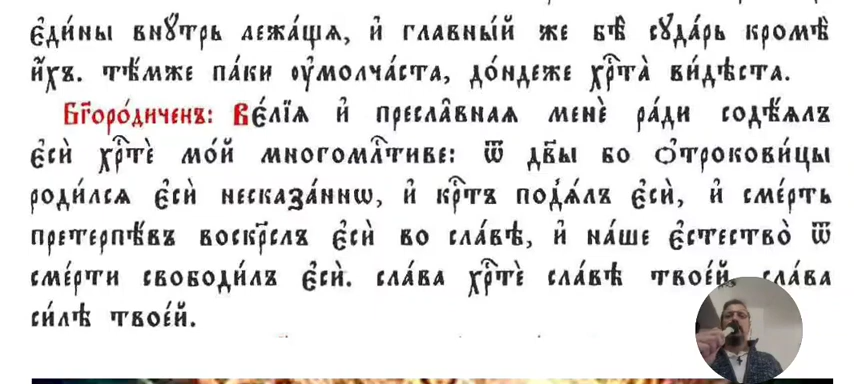 є҆ди́ны внꙋ́трь лежа́щѧ, и҆ главны́й же бѣ̀ сꙋда́рь кромѣ̀
и҆́хъ. тѣ́мже па́ки ᲂу҆молча́ста, до́ндеже хрⷭ҇та̀ ви́дѣста.
Бг҃оро́диченъ: Ве́лїѧ и҆ пресла̑внаѧ менѐ ра́ди содѣ́ѧлъ
є҆сѝ хрⷭ҇тѐ мо́й многомлⷭ҇тиве: ѿ дв҃ы бо ѻ҆трокови́цы
роди́лсѧ є҆сѝ несказа́ннѡ, и҆ крⷭ҇тъ под̾ѧ́лъ є҆сѝ, и҆ сме́рть
претерпѣ́въ воскрⷭ҇слъ є҆сѝ во сла́вѣ, и҆ на́ше є҆стество̀ ѿ
сме́рти свободи́лъ є҆сѝ. сла́ва хрⷭ҇тѐ сла́вѣ твое́й, сла́ва
си́лѣ твое́й.